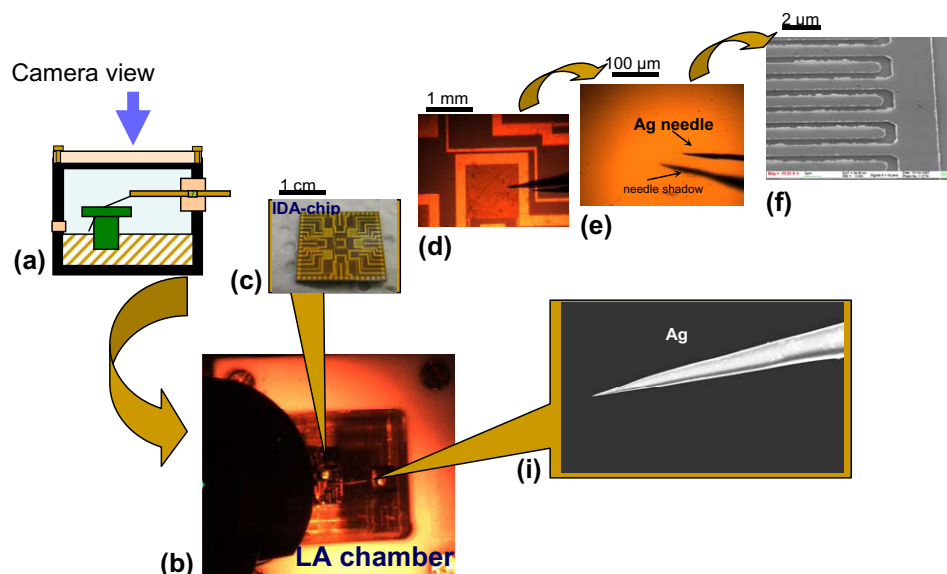 Camera view
(a)
1 cm
IDA-chip
(c)
1 mm
(d)
100 µm
Ag needle
needle shadow
(e)
2 µm
(f)
LA chamber
(b)
Ag
(i)